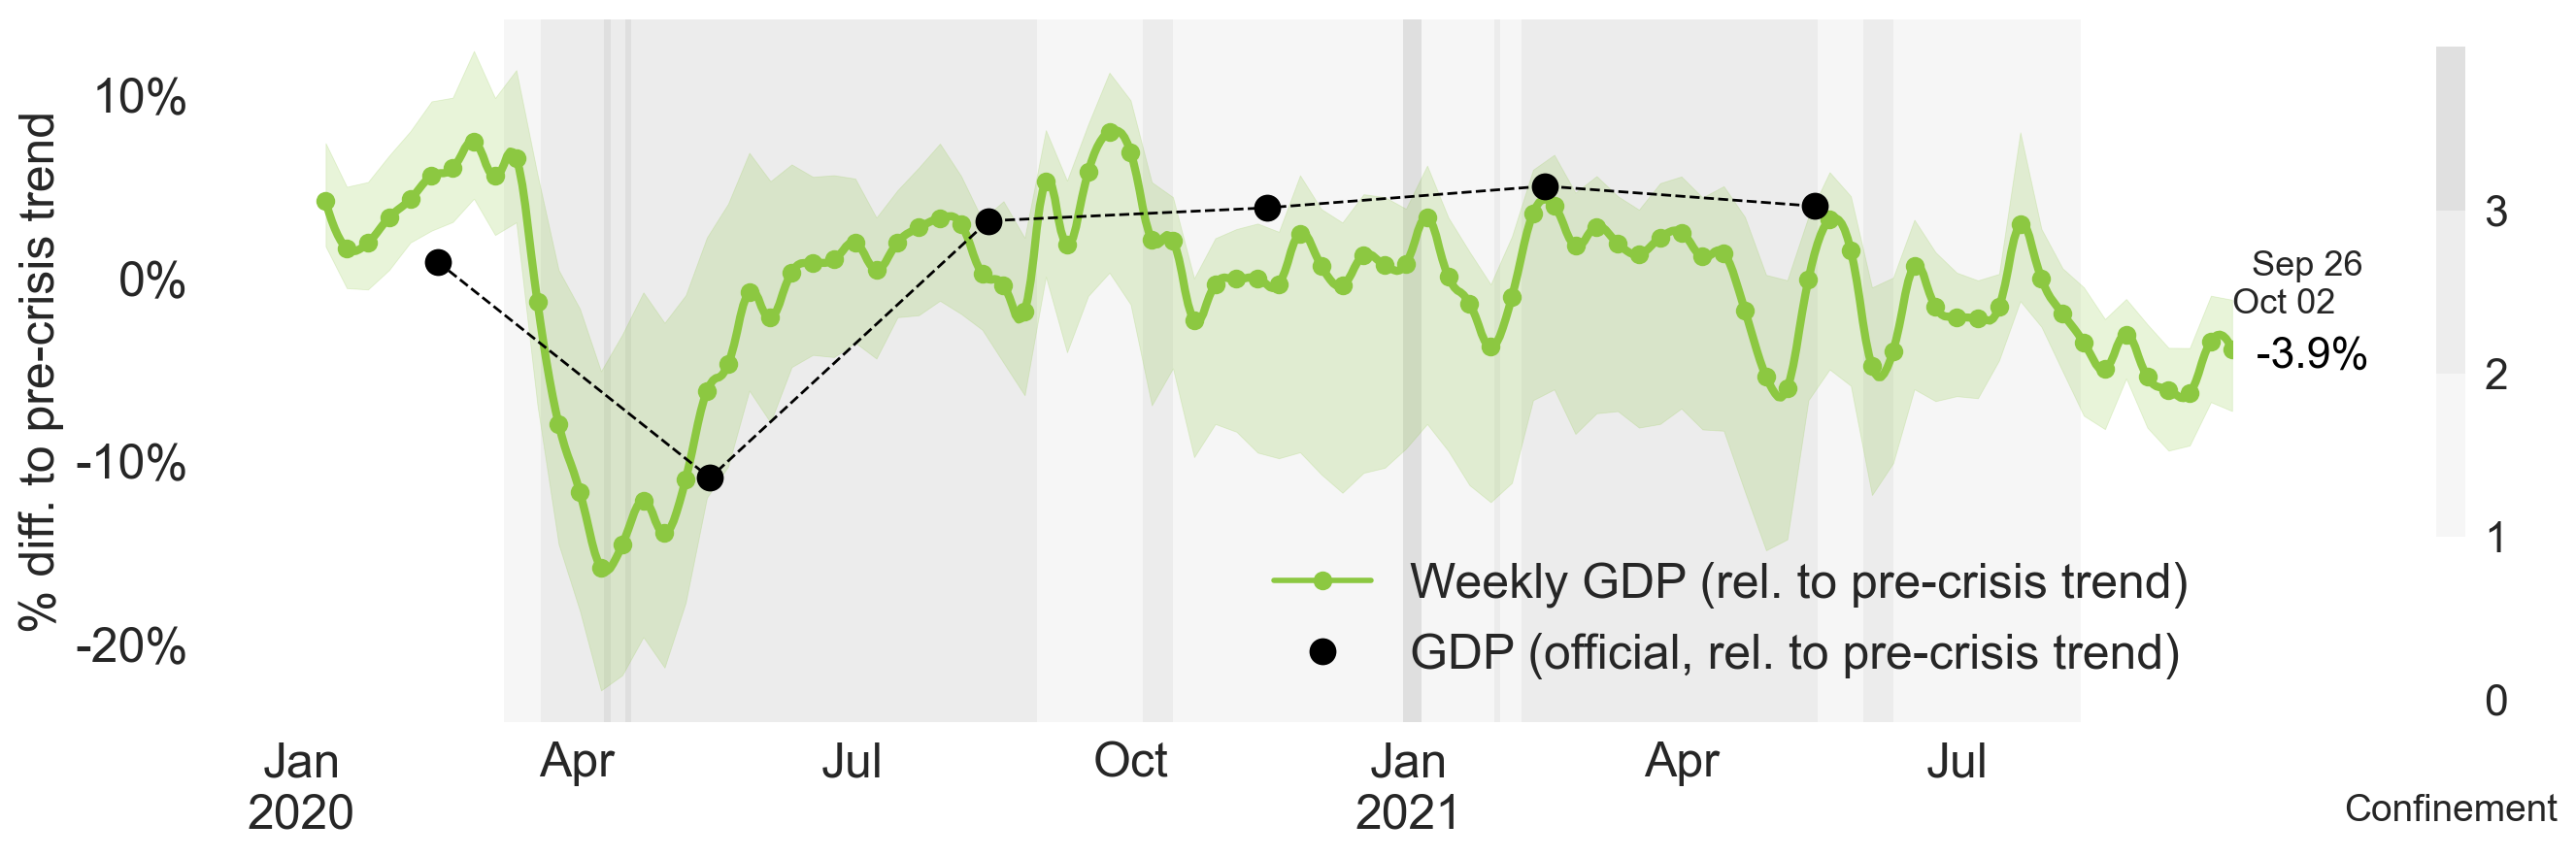 % diff. to pre-crisis trend
10%
0%
-10%
-20%
Jan
2020
Apr
Jul
Oct
Jan
2021
Apr
Jul
Weekly GDP (rel. to pre-crisis trend)
GDP (official, rel. to pre-crisis trend)
Sep 26
Oct 02
-3.9%
3
2
1
0
Confinement